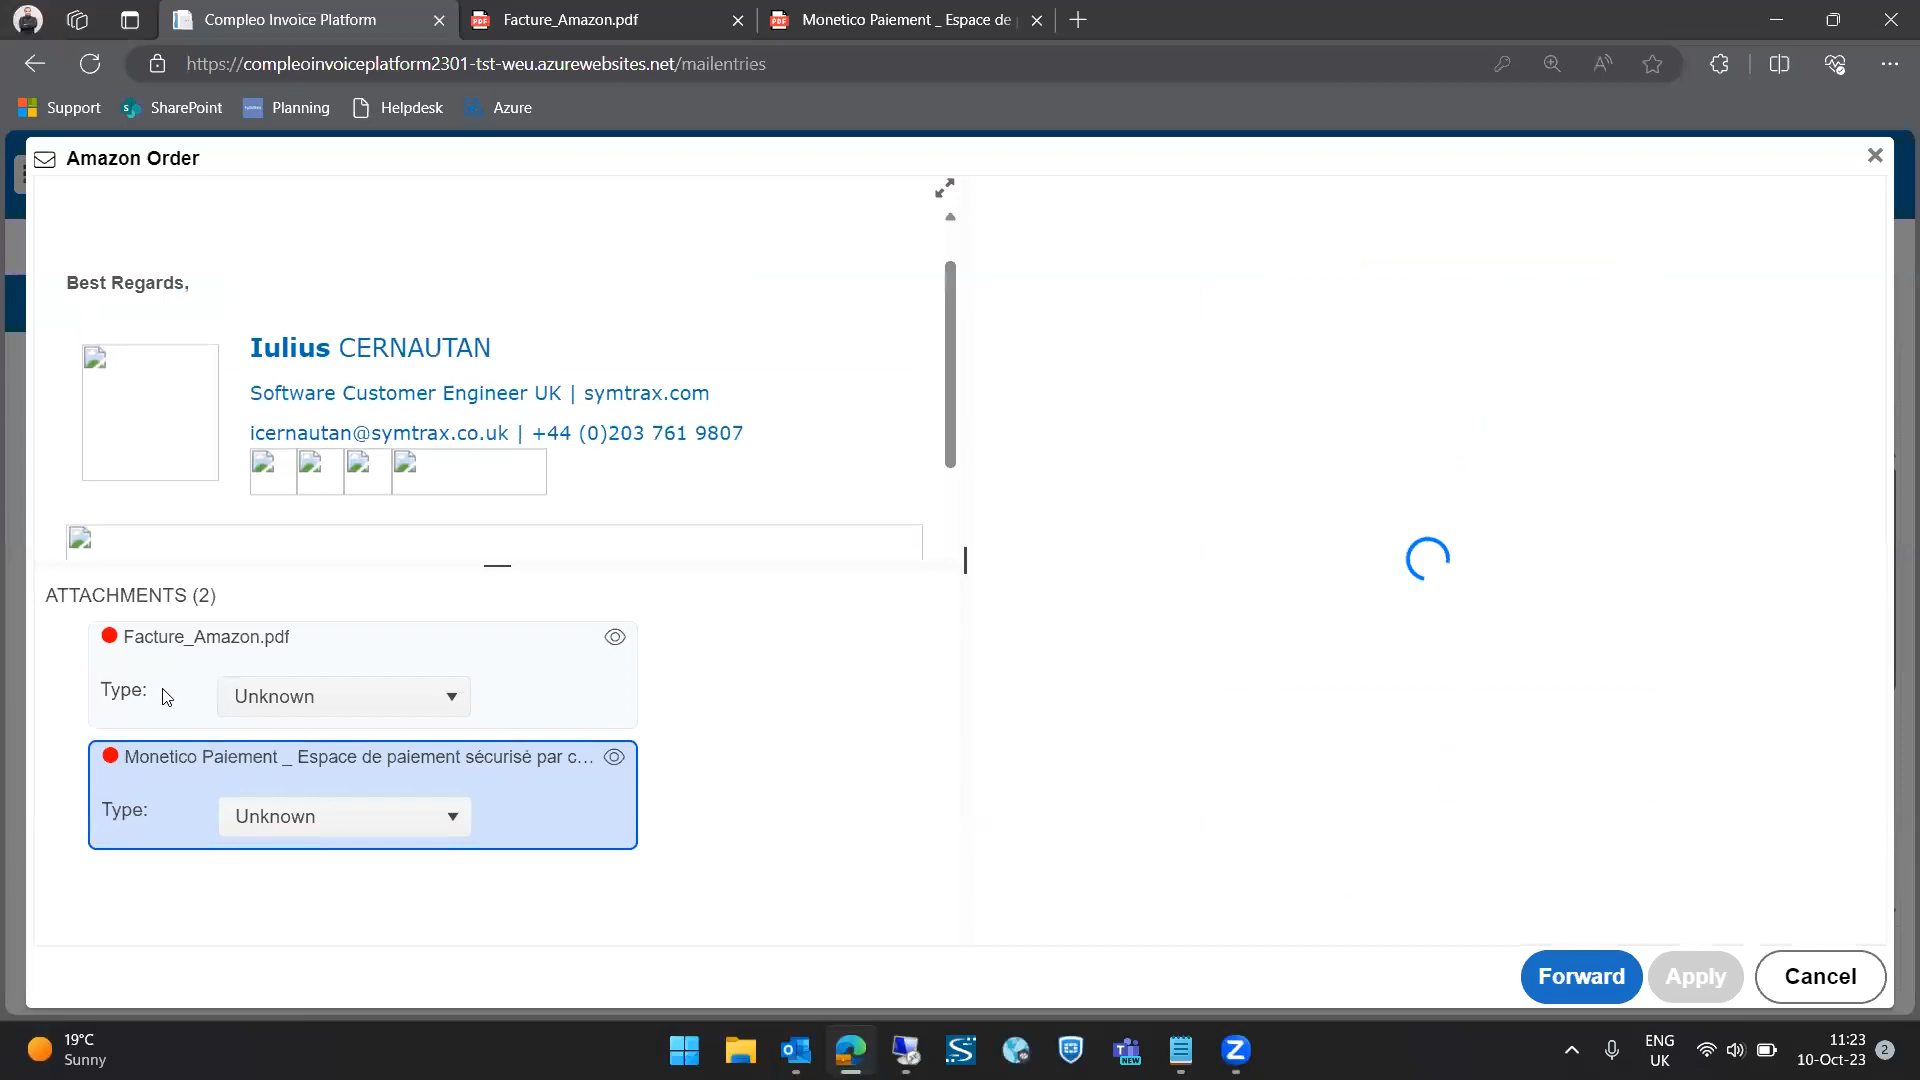 Compleo Invoice Platform
Facture_Amazon.pdf
Monetico Paiement _ Espace de
https://compleoinvoiceplatform2301-tst-weu.azurewebsites.net/mailentries
Support
SharePoint
Planning
Helpdesk
Azure
Amazon Order
Best Regards,
Iulius CERNAUTAN
Software Customer Engineer UK | symtrax.com
icernautan@symtrax.co.uk | +44 (0)203 761 9807
ATTACHMENTS (2)
Facture_Amazon.pdf
Type: Unknown
Monetico Paiement _ Espace de paiement sécurisé par c...
Type: Unknown
Forward
Apply
Cancel
19°C
Sunny
ENG
UK
11:23
10-Oct-23
2